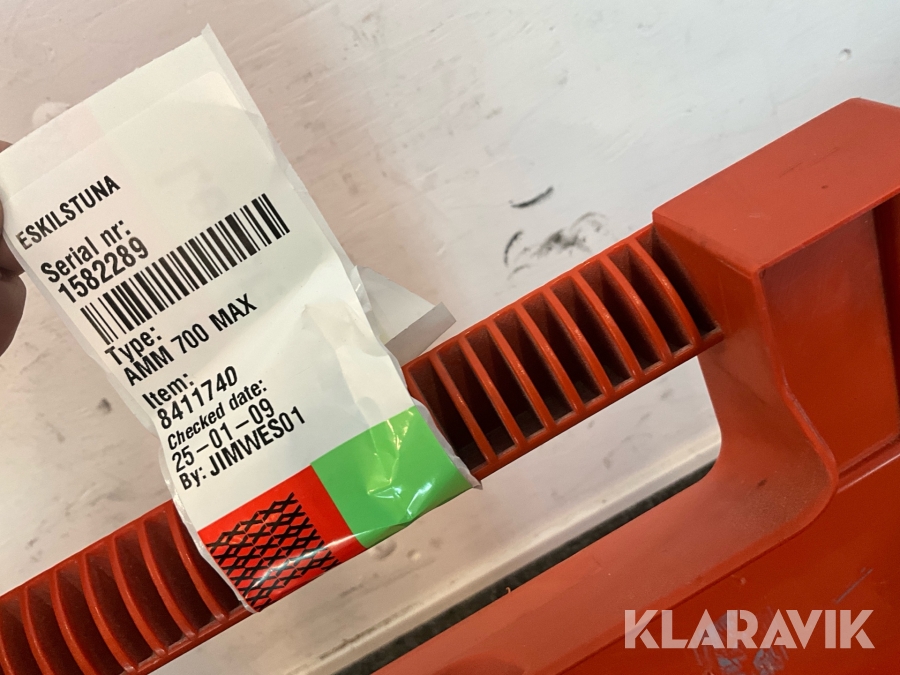 ESKILSTUNA
Serial nr:
1582289
Type:
AMM 700 MAX
Item:
8411740
Checked date:
25-01-09
By: JIMWES01
KLARAVIK